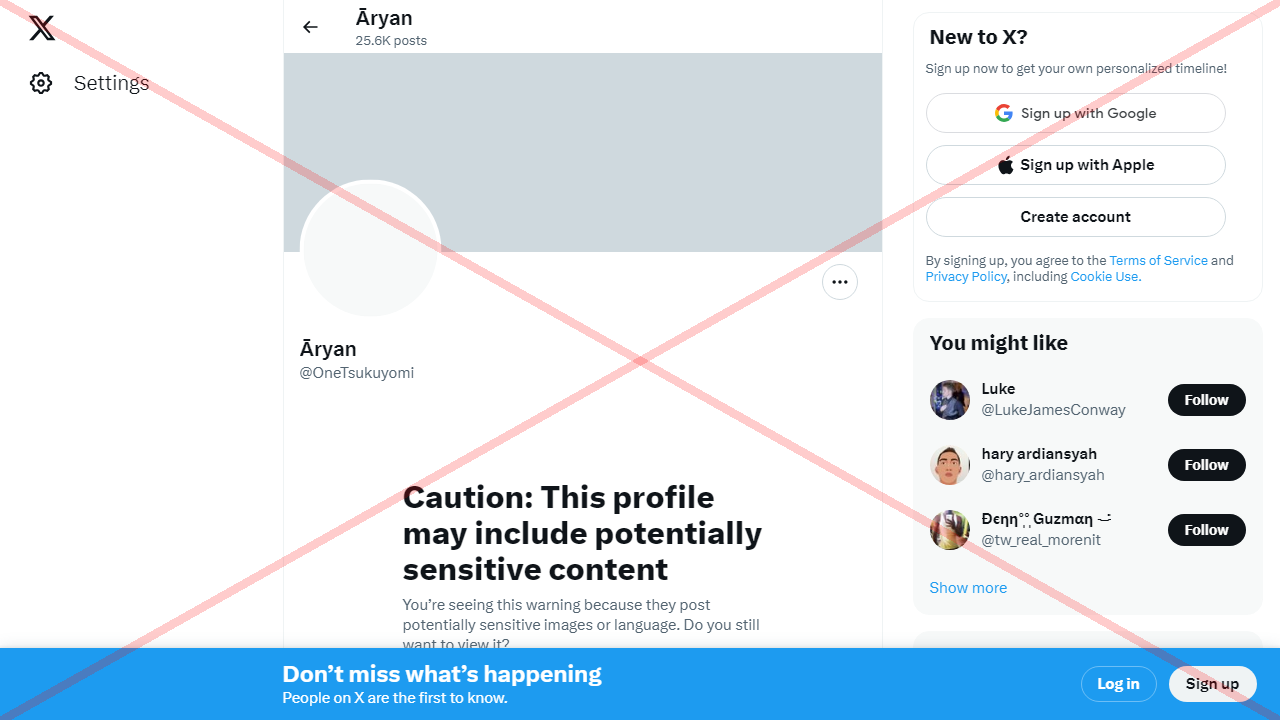 Settings
Āryan
25.6K posts
Āryan
@OneTsukuyomi
Caution: This profile
may include potentially
sensitive content
You’re seeing this warning because they post
potentially sensitive images or language. Do you still
want to view it?
New to X?
Sign up now to get your own personalized timeline!
Sign up with Google
Sign up with Apple
Create account
By signing up, you agree to the Terms of Service and
Privacy Policy, including Cookie Use.
You might like
Luke
@LukeJamesConway
Follow
hary ardiansyah
@hary_ardiansyah
Follow
Guzmαη
@tw_real_morenit
Follow
Show more
Don’t miss what’s happening
People on X are the first to know.
Log in
Sign up